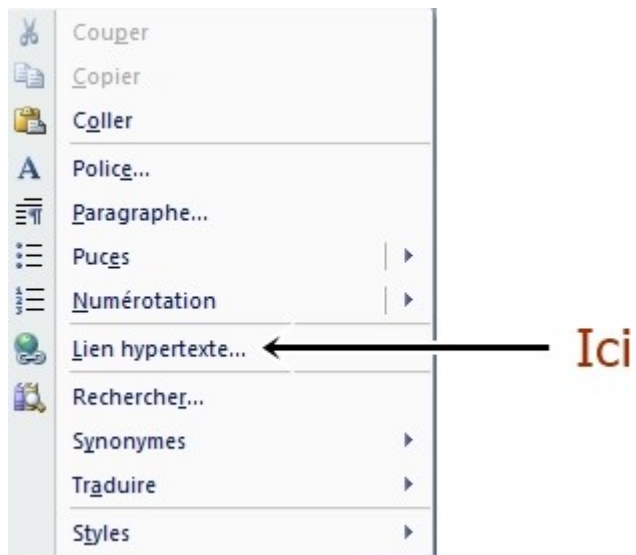 Couper
Copier
Coller
Police...
Paragraphe...
Puces
Numérotation
Lien hypertexte...
Ici
Rechercher...
Synonymes
Traduire
Styles